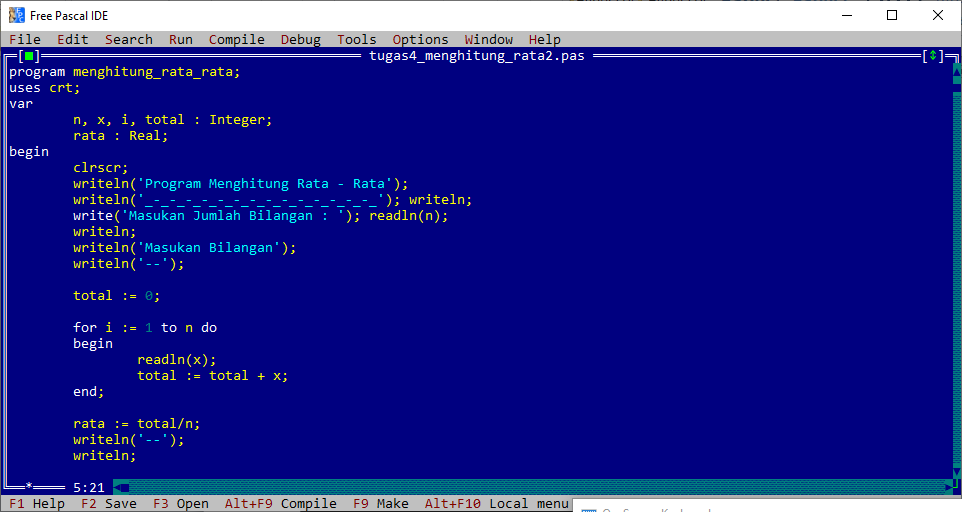 Free Pascal IDE
File Edit Search Run Compile Debug Tools Options Window Help
tugas4_menghitung_rata2.pas
program menghitung_rata_rata;
uses crt;
var
n, x, i, total : Integer;
rata : Real;
begin
clrscr;
writeln('Program Menghitung Rata - Rata');
writeln('_-_-_-_-_-_-_-_-_-_-_-_-_-_-_'); writeln;
write('Masukan Jumlah Bilangan : '); readln(n);
writeln;
writeln('Masukan Bilangan');
writeln('--');
total := 0;
for i := 1 to n do
begin
readln(x);
total := total + x;
end;
rata := total/n;
writeln('--');
writeln;
5:21
F1 Help F2 Save F3 Open Alt+F9 Compile F9 Make Alt+F10 Local menu